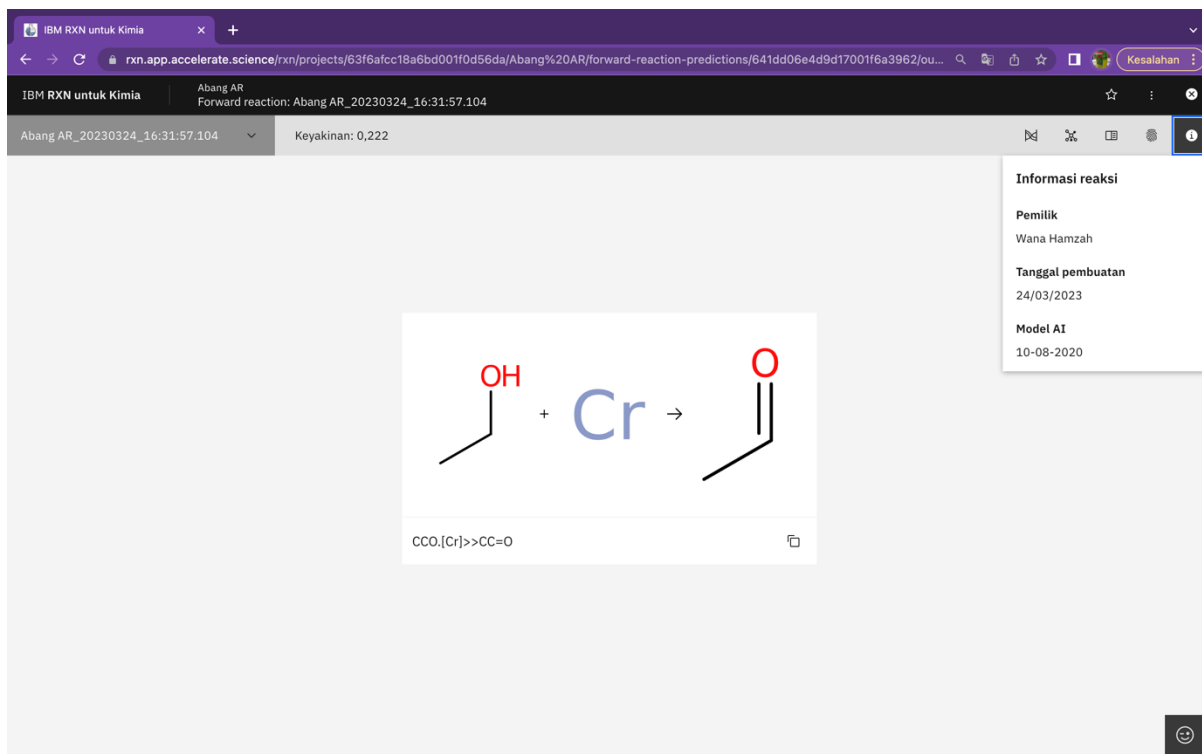 IBM RXN untuk Kimia
rxn.app.accelerate.science/rxn/projects/63f6afcc18a6bd001f0d56da/Abang%20AR/forward-reaction-predictions/641dd06e4d9d17001f6a3962/ou...
Kesalahan
IBM RXN untuk Kimia
Abang AR
Forward reaction: Abang AR_20230324_16:31:57.104
Abang AR_20230324_16:31:57.104
Keyakinan: 0,222
Informasi reaksi
Pemilik
Wana Hamzah
Tanggal pembuatan
24/03/2023
Model AI
10-08-2020
OH + Cr → O
CCO.[Cr]>>CC=O